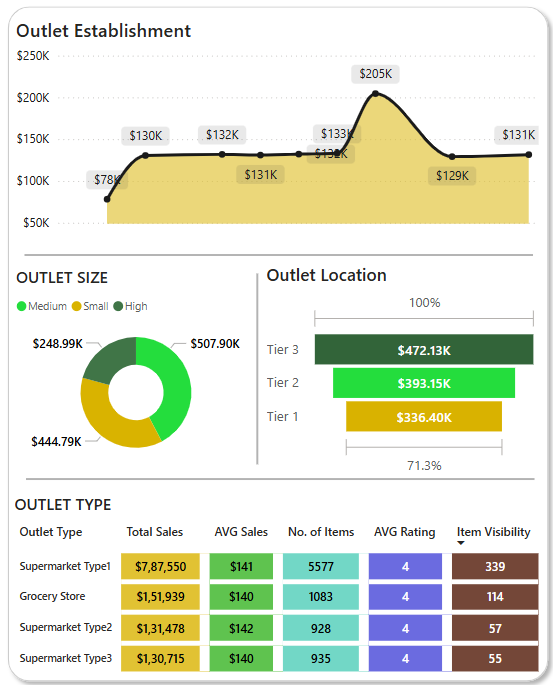 Outlet Establishment
$250K
$200K
$150K
$100K
$50K
$78K
$130K
$132K
$131K
$133K
$132K
$205K
$129K
$131K
OUTLET SIZE
Medium Small High
$248.99K
$507.90K
$444.79K
Outlet Location
100%
Tier 3 $472.13K
Tier 2 $393.15K
Tier 1 $336.40K
71.3%
OUTLET TYPE
Outlet Type Total Sales AVG Sales No. of Items AVG Rating Item Visibility
Supermarket Type1 $7,87,550 $141 5577 4 339
Grocery Store $1,51,939 $140 1083 4 114
Supermarket Type2 $1,31,478 $142 928 4 57
Supermarket Type3 $1,30,715 $140 935 4 55